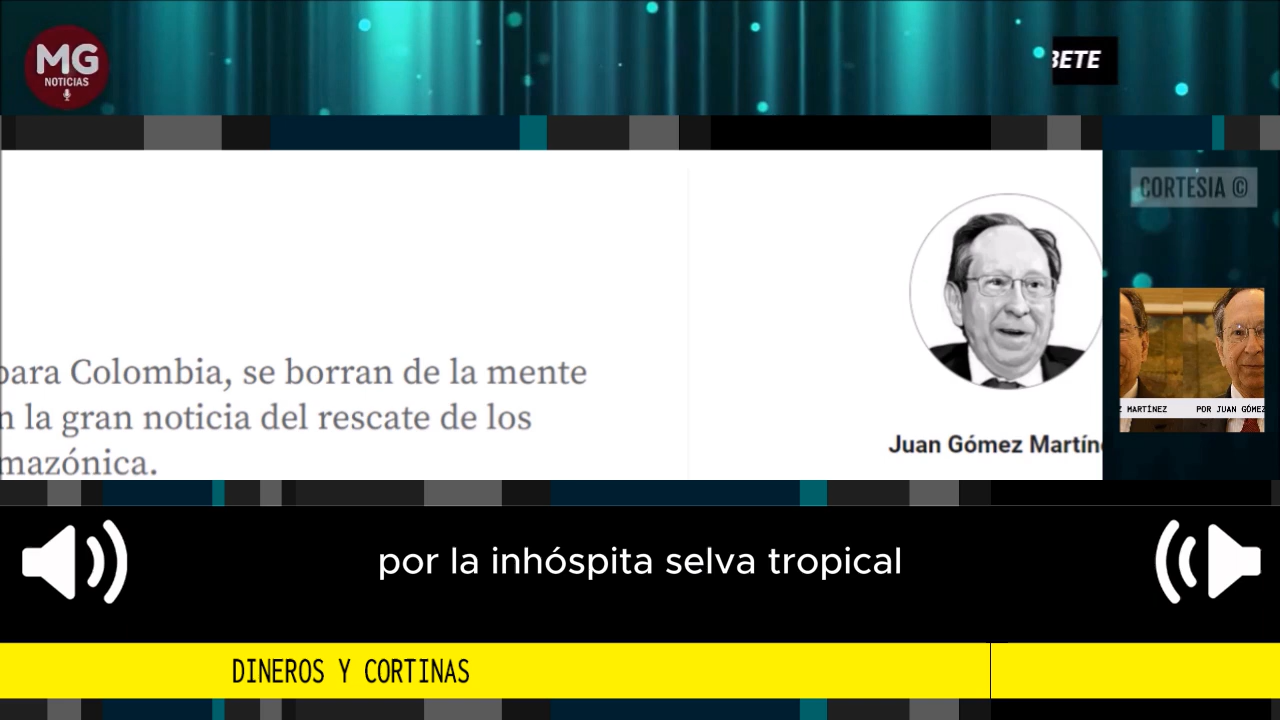 MG
NOTICIAS
BETE
CORTESIA ©
para Colombia, se borran de la mente
n la gran noticia del rescate de los
mazónica.
Juan Gómez Martín
Z MARTÍNEZ POR JUAN GÓMEZ
por la inhóspita selva tropical
DINEROS Y CORTINAS